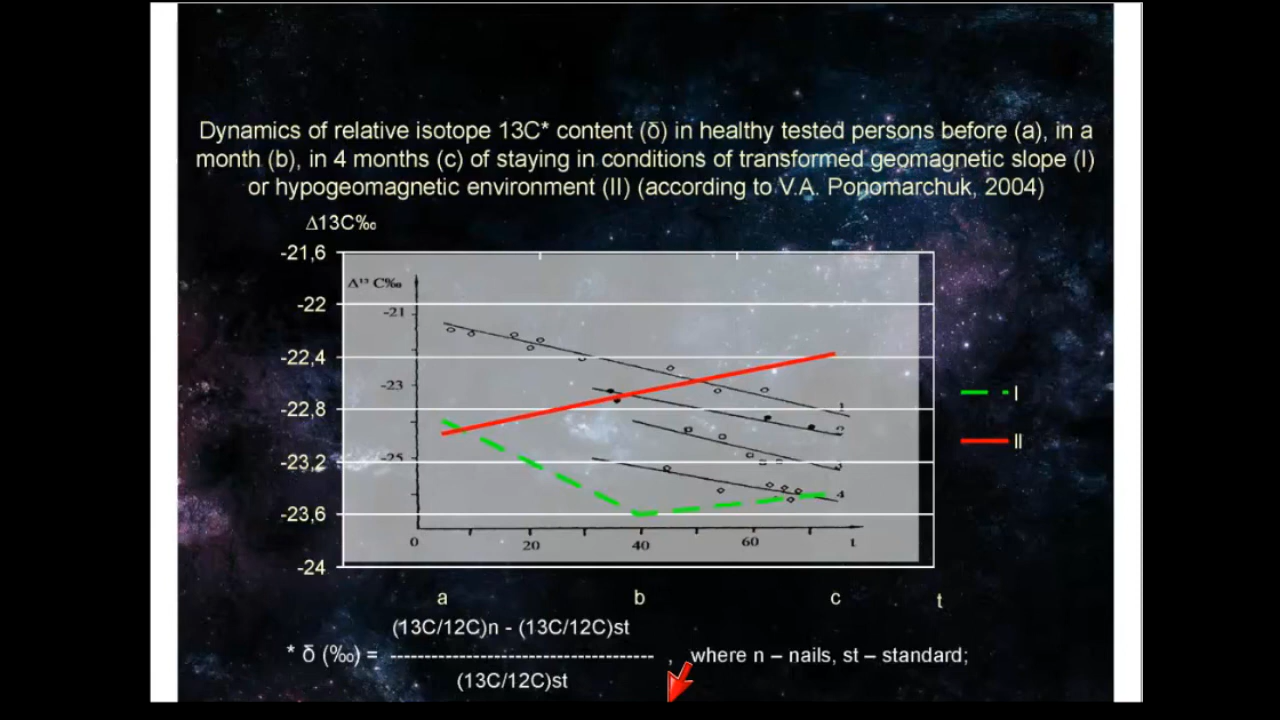 Dynamics of relative isotope 13C* content (δ) in healthy tested persons before (a), in a
month (b), in 4 months (c) of staying in conditions of transformed geomagnetic slope (I)
or hypogeomagnetic environment (II) (according to V.A. Ponomarchuk, 2004)
Δ13C‰
-21,6
-22
-22,4
-22,8
-23,2
-23,6
-24
Δ¹³ C‰
-21
-23
-25
4
0 20 40 60 t
I
II
a b c t
(13C/12C)n - (13C/12C)st
* δ (‰) = -------------------------------------- , where n – nails, st – standard;
(13C/12C)st